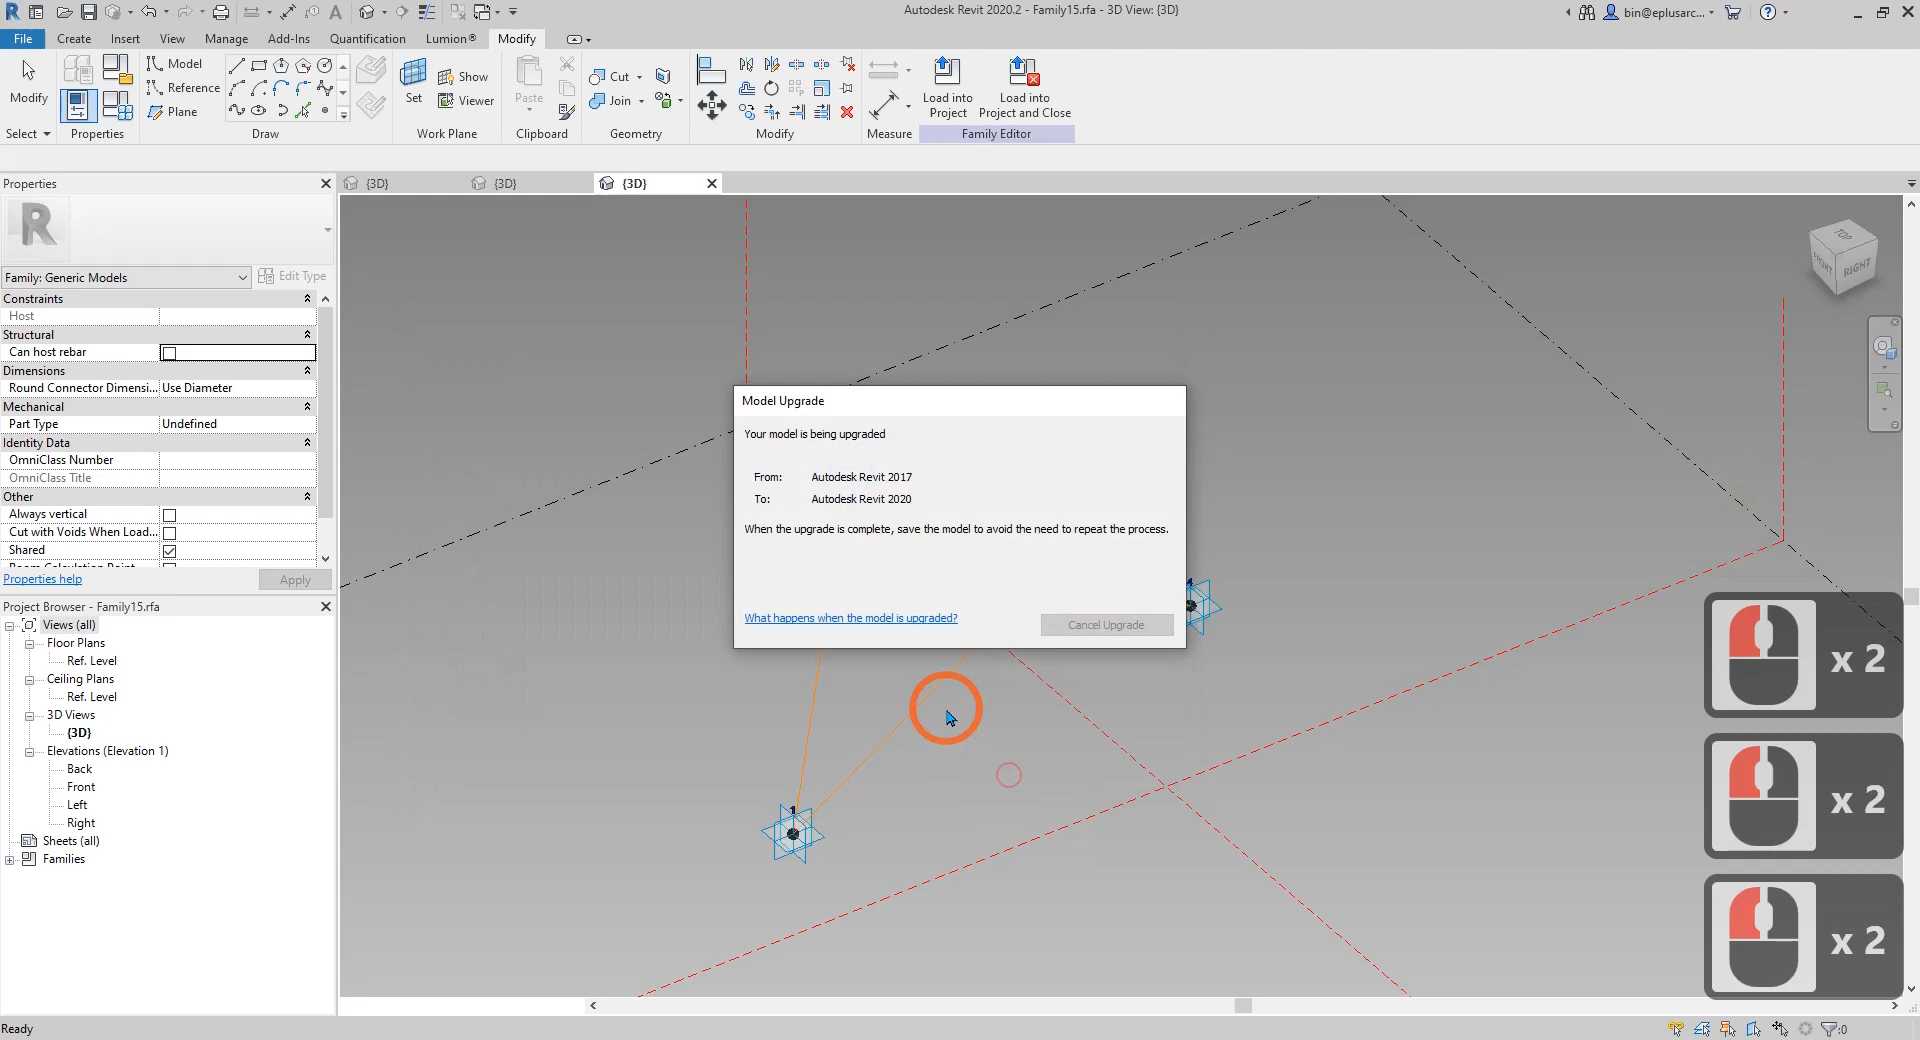 Autodesk Revit 2020.2 - Family15.rfa - 3D View: {3D}
bin@eplusarc...
File Create Insert View Manage Add-Ins Quantification Lumion® Modify
Modify
Select
Properties
Model
Reference
Plane
Draw
Set
Show
Viewer
Work Plane
Paste
Clipboard
Cut
Join
Geometry
Modify
Measure
Load into
Project
Load into
Project and Close
Family Editor
Properties
{3D} {3D} {3D}
R
Family: Generic Models Edit Type
Constraints
Host
Structural
Can host rebar
Dimensions
Round Connector Dimensi... Use Diameter
Mechanical
Part Type Undefined
Identity Data
OmniClass Number
OmniClass Title
Other
Always vertical
Cut with Voids When Load...
Shared
Properties help Apply
Project Browser - Family15.rfa
Views (all)
Floor Plans
Ref. Level
Ceiling Plans
Ref. Level
3D Views
{3D}
Elevations (Elevation 1)
Back
Front
Left
Right
Sheets (all)
Families
TOP
FRONT
RIGHT
Model Upgrade
Your model is being upgraded
From: Autodesk Revit 2017
To: Autodesk Revit 2020
When the upgrade is complete, save the model to avoid the need to repeat the process.
What happens when the model is upgraded? Cancel Upgrade
1
x 2
x 2
x 2
Ready
:0